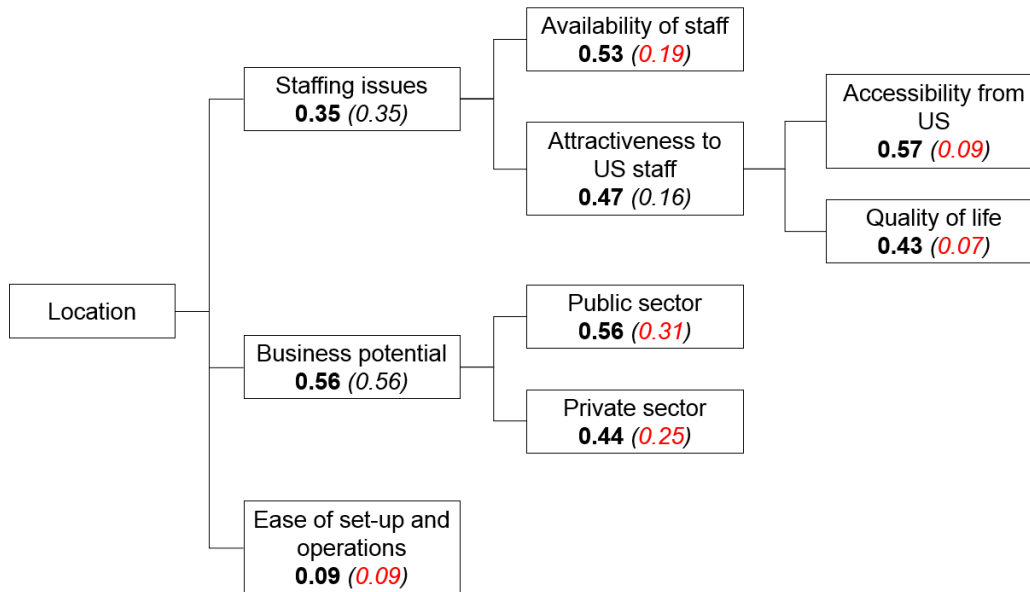 Location
Staffing issues
0.35 (0.35)
Availability of staff
0.53 (0.19)
Attractiveness to
US staff
0.47 (0.16)
Accessibility from
US
0.57 (0.09)
Quality of life
0.43 (0.07)
Business potential
0.56 (0.56)
Public sector
0.56 (0.31)
Private sector
0.44 (0.25)
Ease of set-up and
operations
0.09 (0.09)